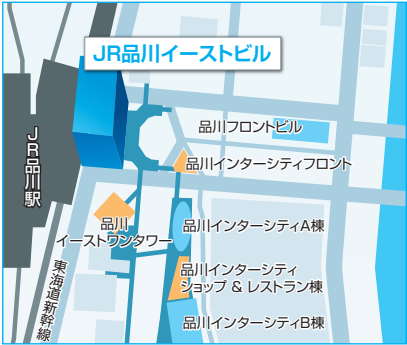 JR品川イーストビル
品川フロントビル
JR品川駅
品川インターシティフロント
品川
イーストワンタワー
品川インターシティA棟
品川インターシティ
ショップ & レストラン棟
東海道新幹線
品川インターシティB棟